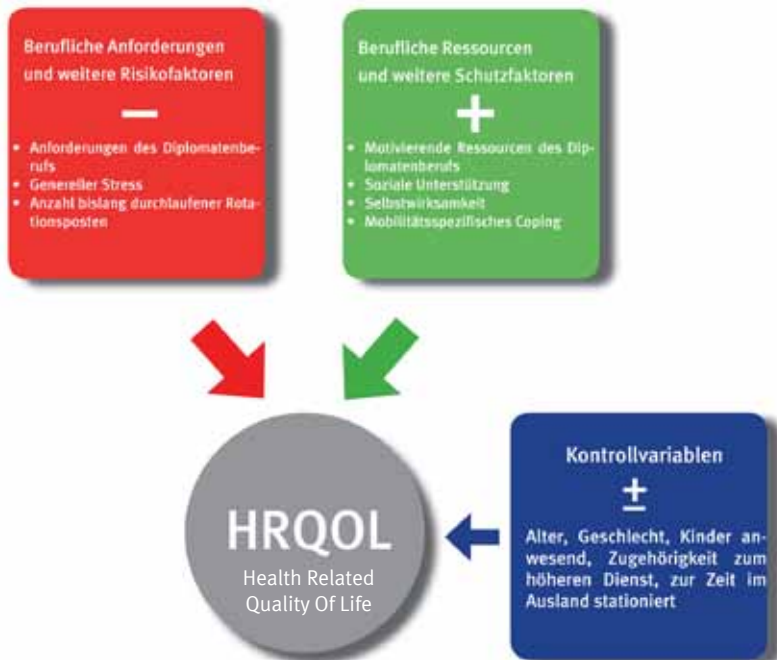 Berufliche Anforderungen
und weitere Risikofaktoren
–
• Anforderungen des Diplomatenbe-
rufs
• Genereller Stress
• Anzahl bislang durchlaufener Rota-
tionsposten
Berufliche Ressourcen
und weitere Schutzfaktoren
+
• Motivierende Ressourcen des Dip-
lomatenberufs
• Soziale Unterstützung
• Selbstwirksamkeit
• Mobilitätsspezifisches Coping
HRQOL
Health Related
Quality Of Life
Kontrollvariablen
±
Alter, Geschlecht, Kinder an-
wesend, Zugehörigkeit zum
höheren Dienst, zur Zeit im
Ausland stationiert